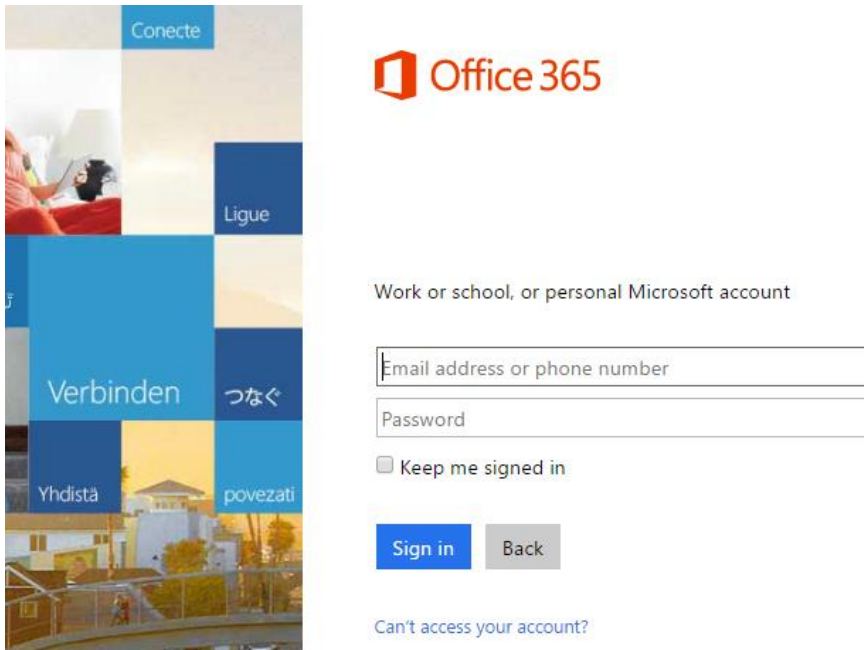 Conecte
Ligue
Verbinden
つなぐ
Yhdistä
povezati
Office 365
Work or school, or personal Microsoft account
Email address or phone number
Password
Keep me signed in
Sign in
Back
Can't access your account?